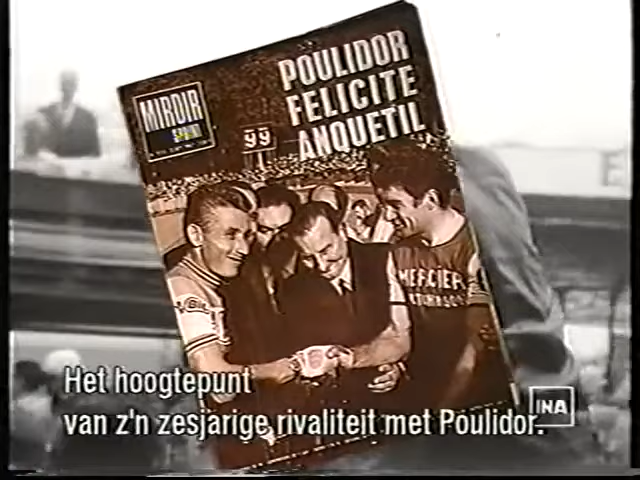 POULIDOR
FELICITE
ANQUETIL
MIROIR
SPRINT
99
MERCIER
Het hoogtepunt
van z'n zesjarige rivaliteit met Poulidor.
INA